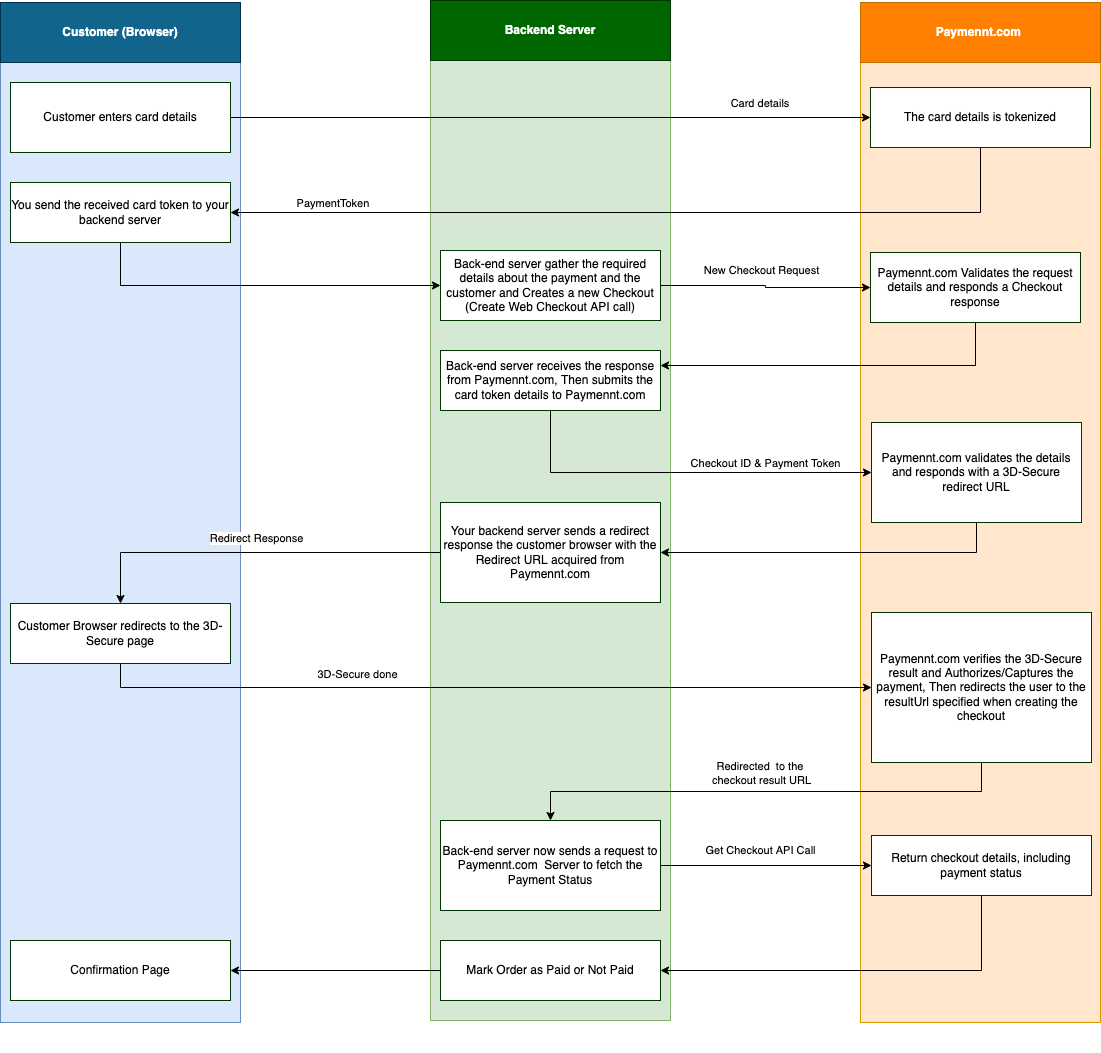 Customer (Browser)
Backend Server
Paymennt.com
Customer enters card details
Card details
The card details is tokenized
You send the received card token to your
backend server
PaymentToken
Back-end server gather the required
details about the payment and the
customer and Creates a new Checkout
(Create Web Checkout API call)
New Checkout Request
Paymennt.com Validates the request
details and responds a Checkout
response
Back-end server receives the response
from Paymennt.com, Then submits the
card token details to Paymennt.com
Checkout ID & Payment Token
Paymennt.com validates the details
and responds with a 3D-Secure
redirect URL
Your backend server sends a redirect
response the customer browser with the
Redirect URL acquired from
Paymennt.com
Redirect Response
Customer Browser redirects to the 3D-
Secure page
3D-Secure done
Paymennt.com verifies the 3D-Secure
result and Authorizes/Captures the
payment, Then redirects the user to the
resultUrl specified when creating the
checkout
Redirected  to the
checkout result URL
Back-end server now sends a request to
Paymennt.com  Server to fetch the
Payment Status
Get Checkout API Call
Return checkout details, including
payment status
Confirmation Page
Mark Order as Paid or Not Paid